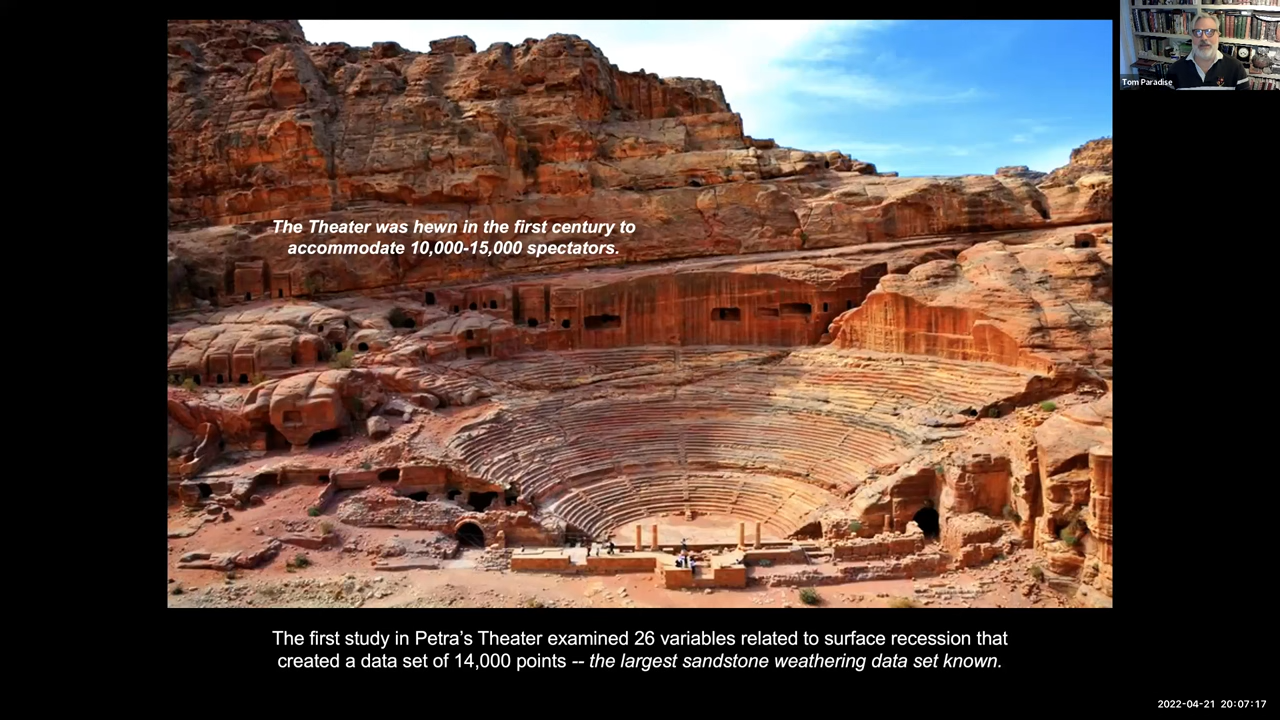 Tom Paradise
The Theater was hewn in the first century to
accommodate 10,000-15,000 spectators.
The first study in Petra's Theater examined 26 variables related to surface recession that
created a data set of 14,000 points -- the largest sandstone weathering data set known.
2022-04-21 20:07:17